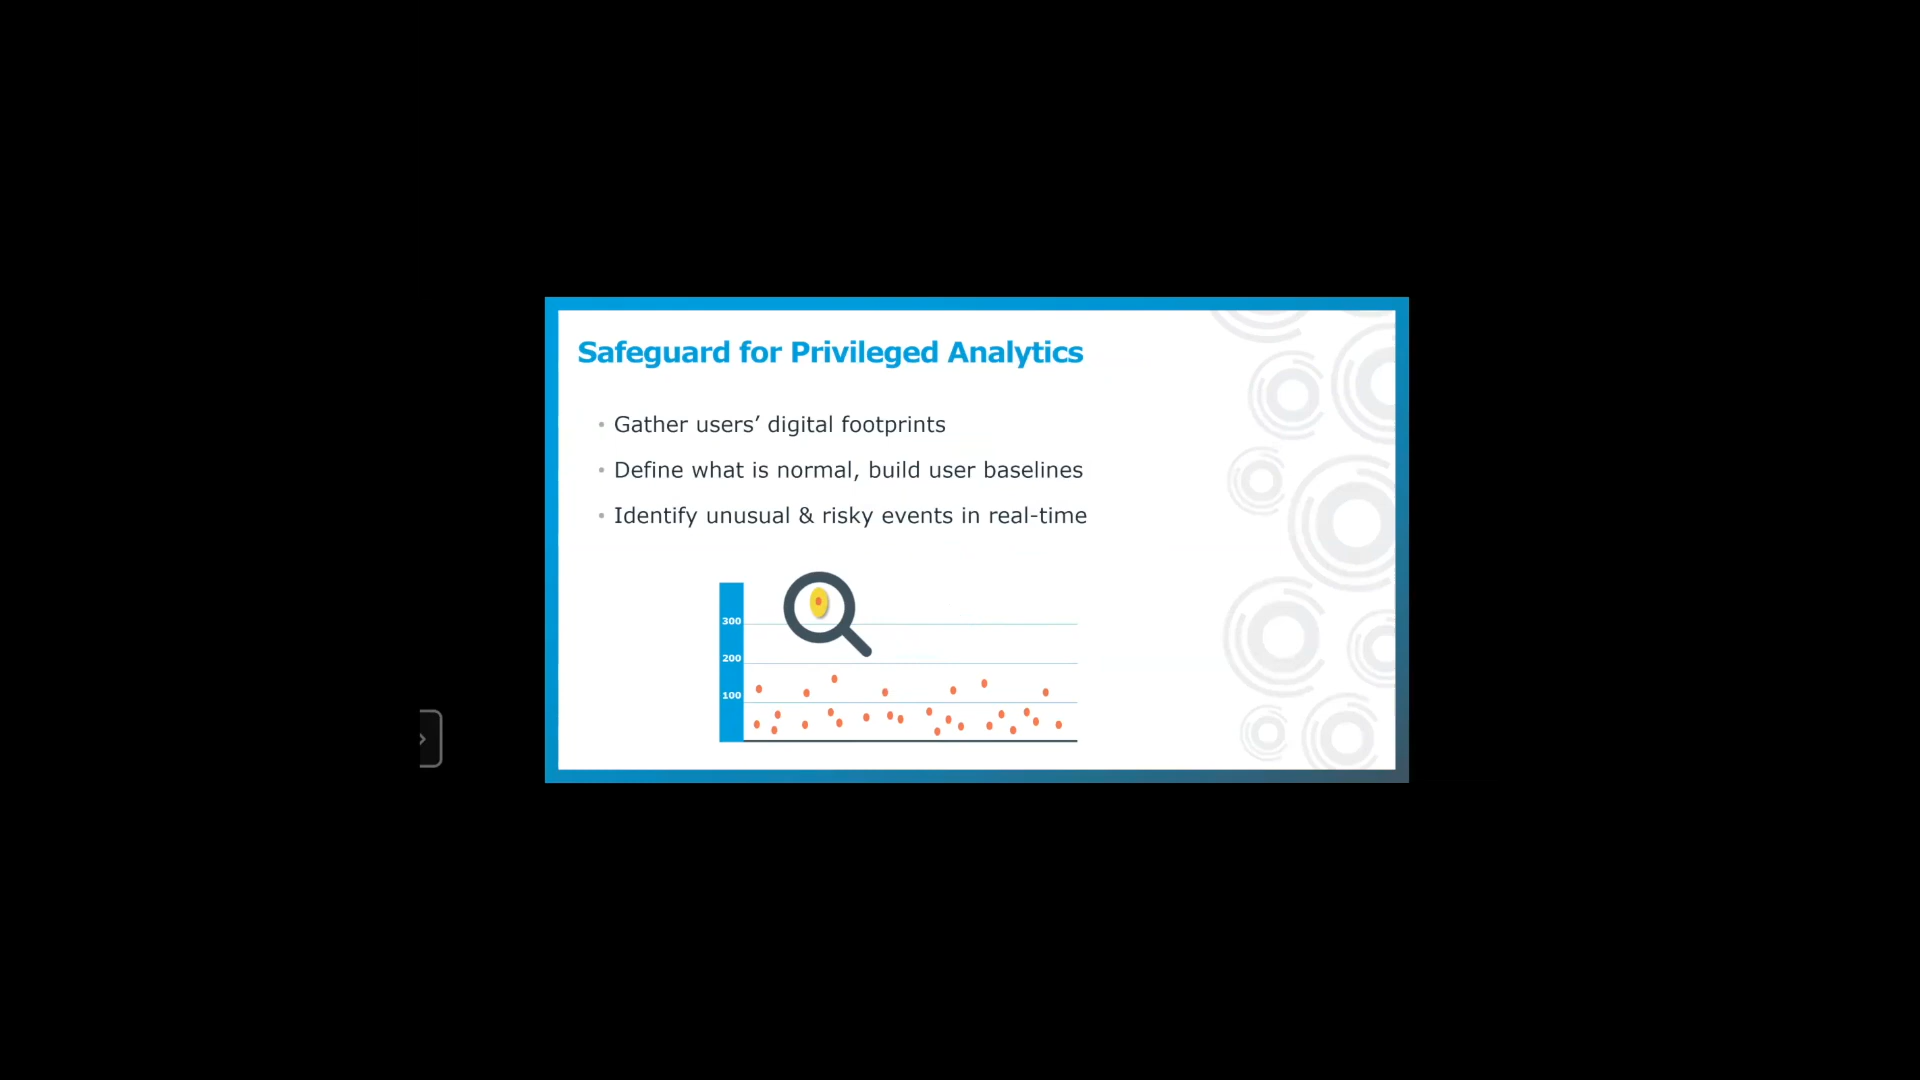 Safeguard for Privileged Analytics
• Gather users’ digital footprints
• Define what is normal, build user baselines
• Identify unusual & risky events in real-time
300
200
100